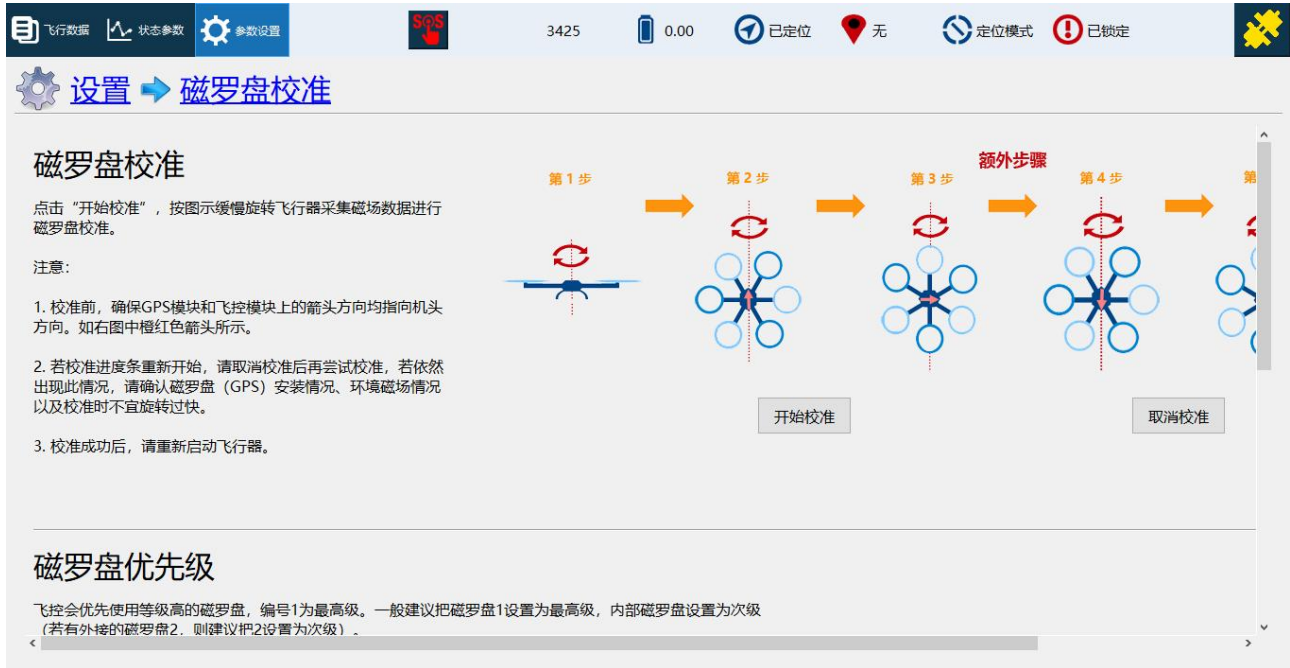 飞行数据 状态参数 参数设置 SOS 3425 0.00 已定位 无 定位模式 已锁定
设置 磁罗盘校准
磁罗盘校准
点击“开始校准”，按图示缓慢旋转飞行器采集磁场数据进行
磁罗盘校准。
注意：
1. 校准前，确保GPS模块和飞控模块上的箭头方向均指向机头
方向。如右图中橙红色箭头所示。
2. 若校准进度条重新开始，请取消校准后再尝试校准，若依然
出现此情况，请确认磁罗盘（GPS）安装情况、环境磁场情况
以及校准时不宜旋转过快。
3. 校准成功后，请重新启动飞行器。
额外步骤
第 1 步 第 2 步 第 3 步 第 4 步 第
开始校准 取消校准
磁罗盘优先级
飞控会优先使用等级高的磁罗盘，编号1为最高级。一般建议把磁罗盘1设置为最高级，内部磁罗盘设置为次级
（若有外接的磁罗盘2，则建议把2设置为次级）。